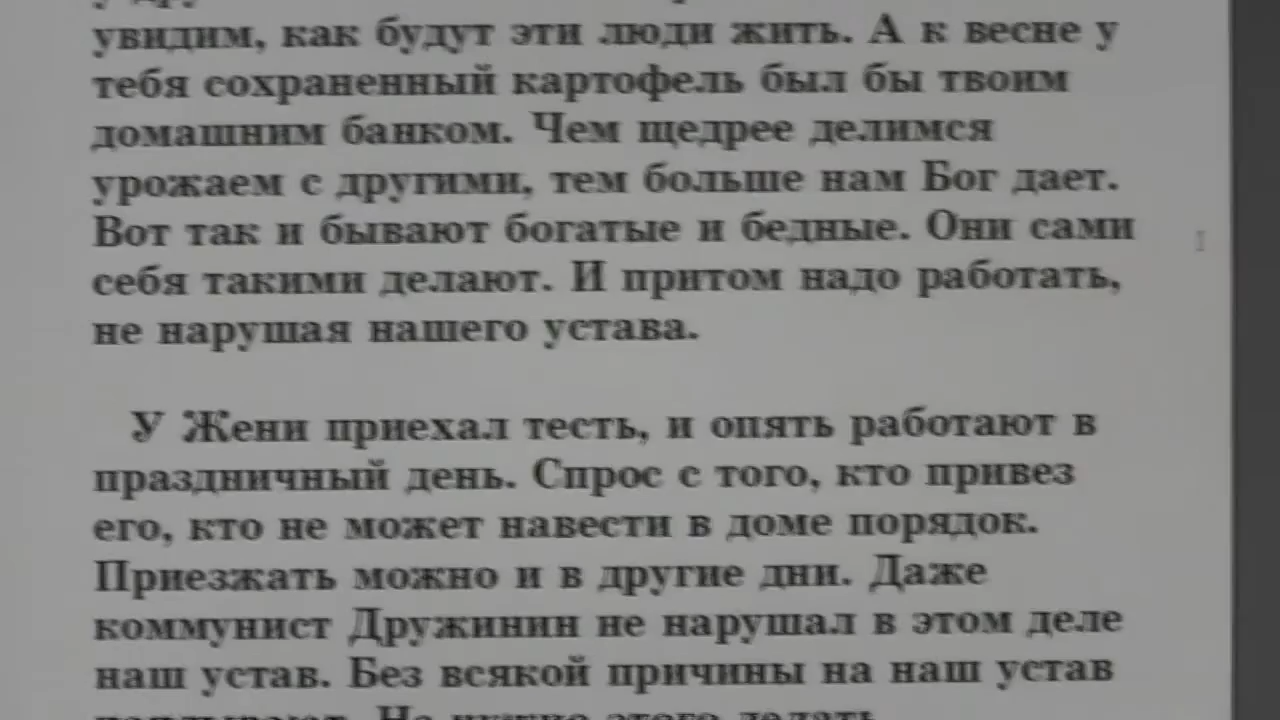 увидим, как будут эти люди жить. А к весне у
тебя сохраненный картофель был бы твоим
домашним банком. Чем щедрее делимся
урожаем с другими, тем больше нам Бог дает.
Вот так и бывают богатые и бедные. Они сами
себя такими делают. И притом надо работать,
не нарушая нашего устава.
У Жени приехал тесть, и опять работают в
праздничный день. Спрос с того, кто привез
его, кто не может навести в доме порядок.
Приезжать можно и в другие дни. Даже
коммунист Дружинин не нарушал в этом деле
наш устав. Без всякой причины на наш устав
Не нужно этого делать